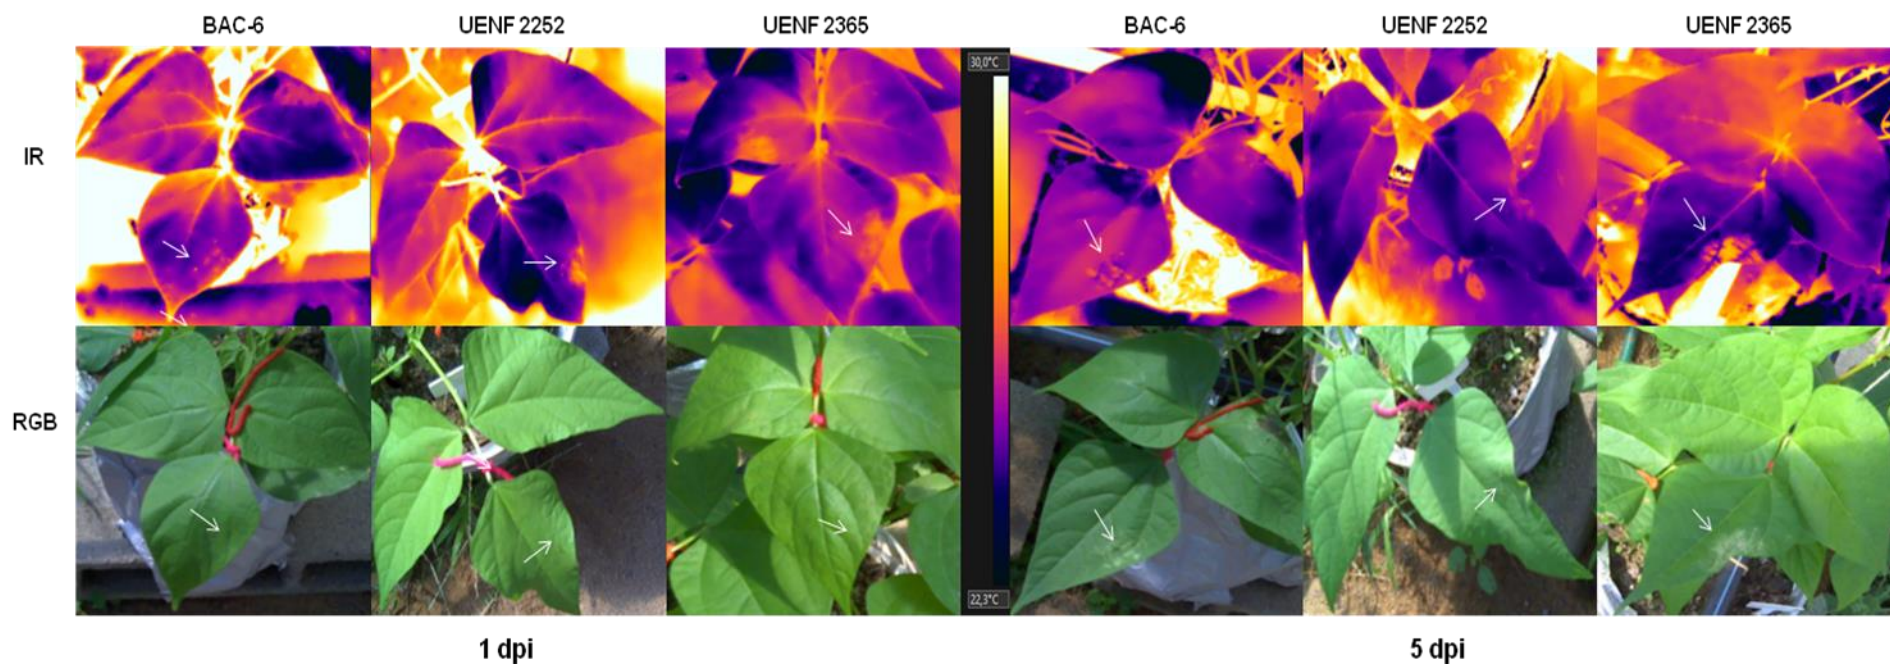 BAC-6 UENF 2252 UENF 2365 BAC-6 UENF 2252 UENF 2365
30,0°C
IR
RGB
22,3°C
1 dpi 5 dpi